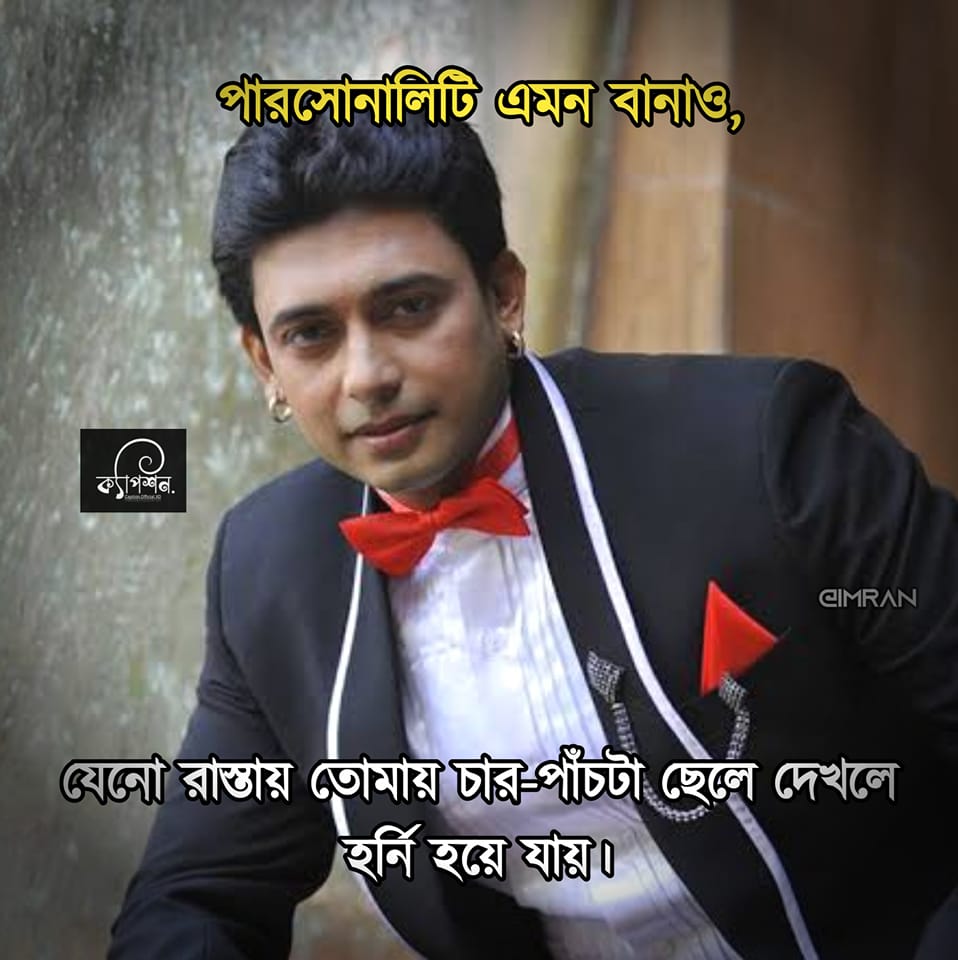 পারসোনালিটি এমন বানাও,
ক্যাপশন.
@IMRAN
যেনো রাস্তায় তোমায় চার-পাঁচটা ছেলে দেখলে
হর্নি হয়ে যায়।